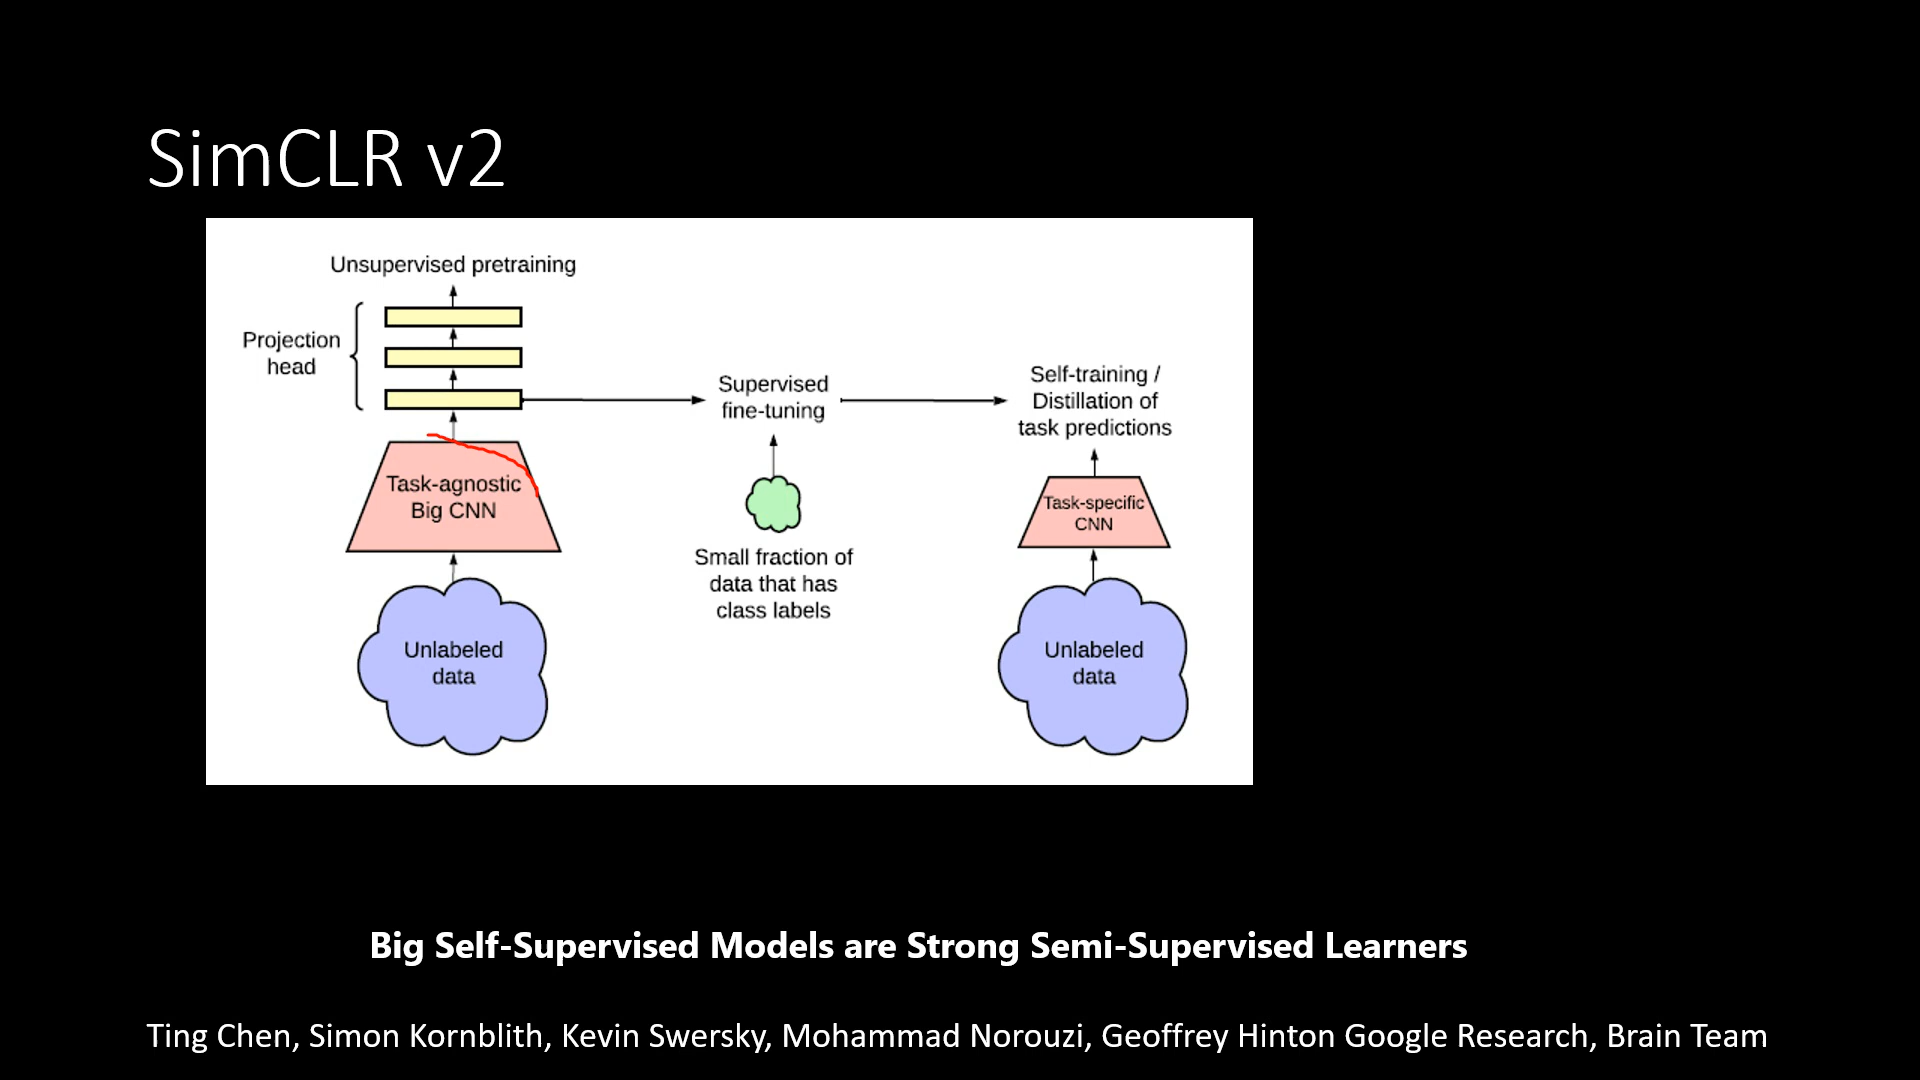 SimCLR v2
Unsupervised pretraining
Projection
head
Task-agnostic
Big CNN
Unlabeled
data
Supervised
fine-tuning
Small fraction of
data that has
class labels
Self-training /
Distillation of
task predictions
Task-specific
CNN
Unlabeled
data
Big Self-Supervised Models are Strong Semi-Supervised Learners
Ting Chen, Simon Kornblith, Kevin Swersky, Mohammad Norouzi, Geoffrey Hinton Google Research, Brain Team